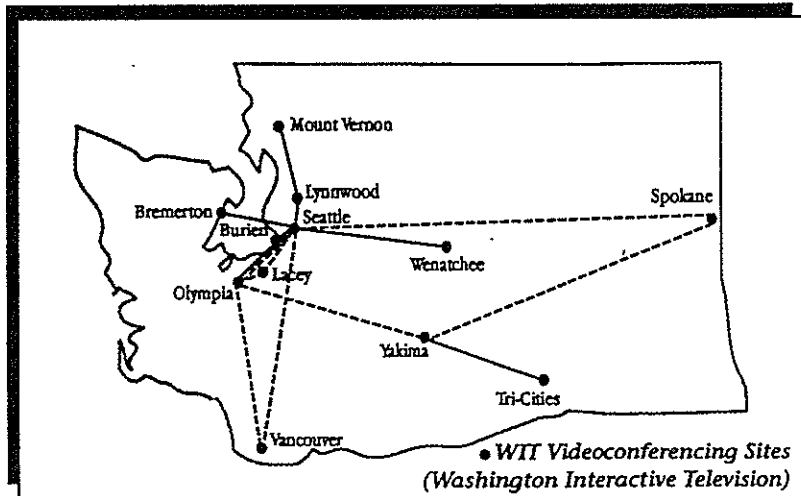 Mount Vernon
Lynnwood
Spokane
Bremerton
Seattle
Burien
Wenatchee
Lacey
Olympia
Yakima
Tri-Cities
Vancouver
WIT Videoconferencing Sites
(Washington Interactive Television)